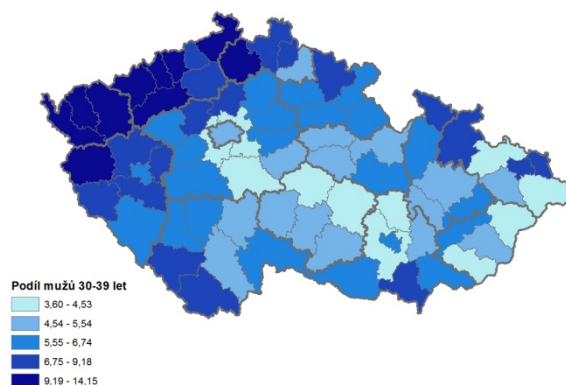 Podíl mužů 30-39 let
3,60 - 4,53
4,54 - 5,54
5,55 - 6,74
6,75 - 9,18
9,19 - 14,15